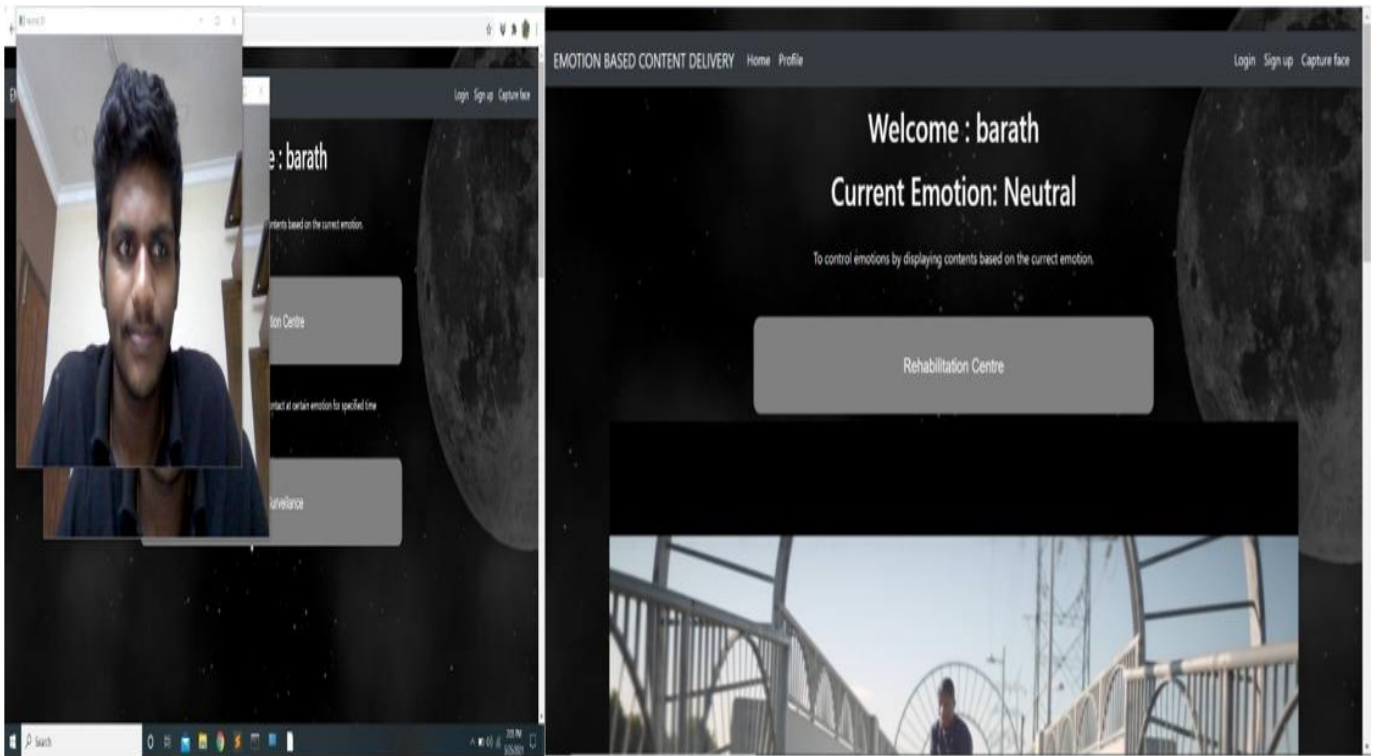 Login Sign up Capture face
e : barath
ntents based on the currect emotion.
tion Centre
ontact at certain emotion for specified time
Surveillance
Search
EMOTION BASED CONTENT DELIVERY Home Profile
Login Sign up Capture face
Welcome : barath
Current Emotion: Neutral
To control emotions by displaying contents based on the currect emotion.
Rehabilitation Centre